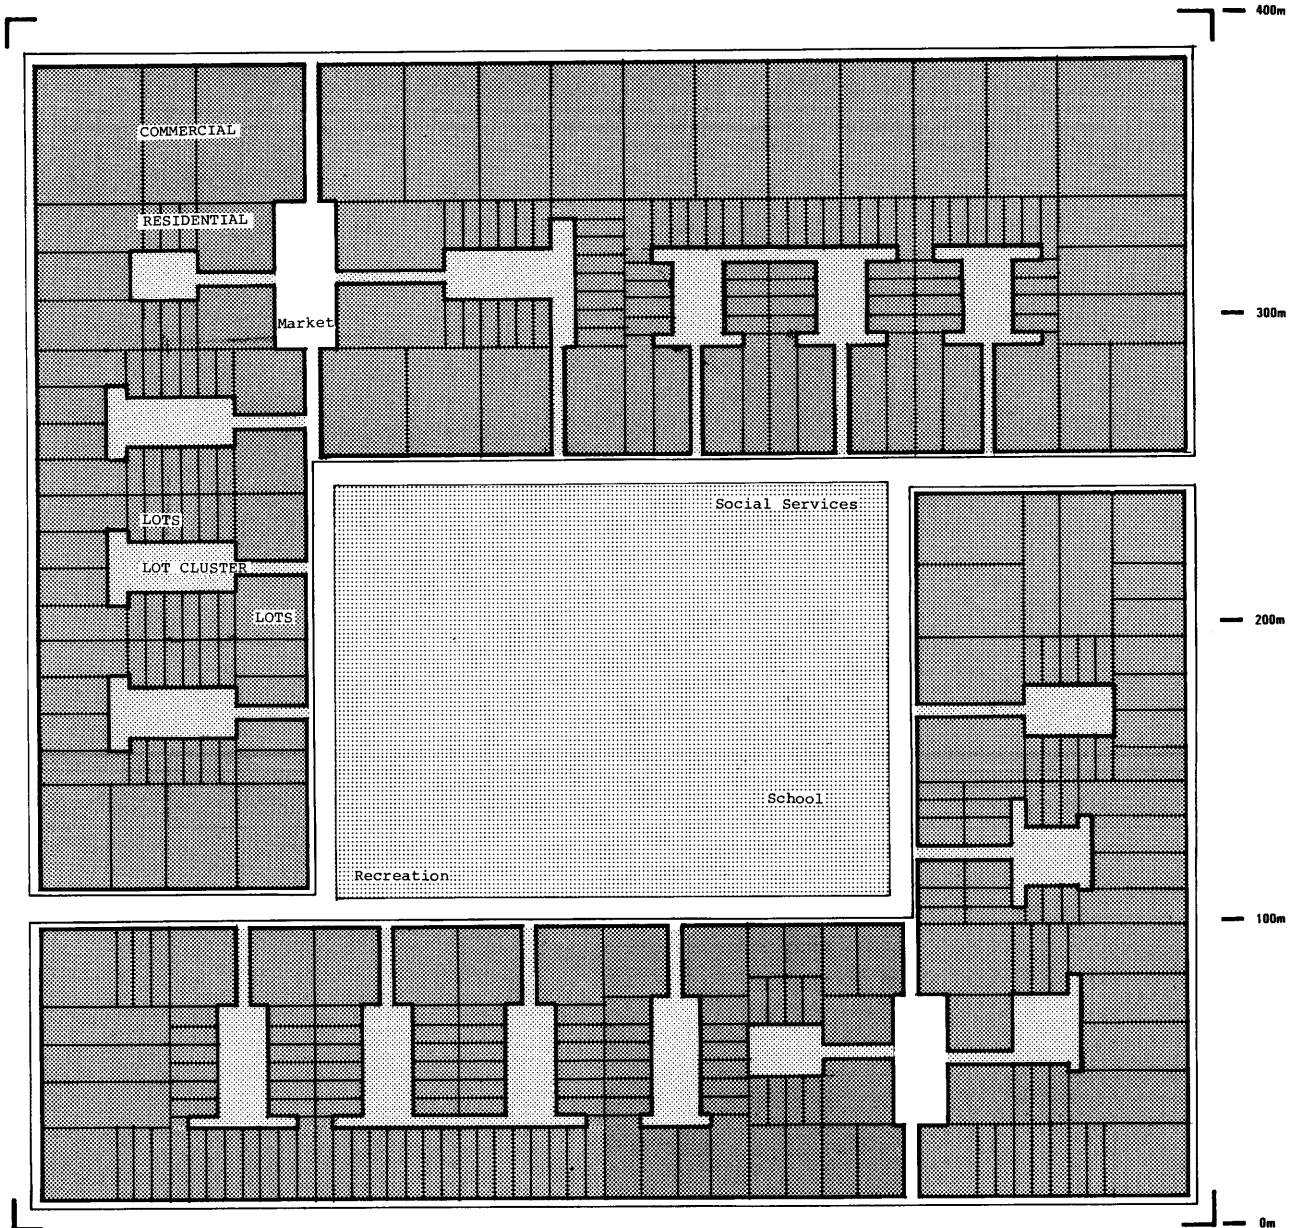 400m
COMMERCIAL
RESIDENTIAL
300m
Market
Social Services
LOTS
LOT CLUSTER
LOTS
200m
School
Recreation
100m
0m